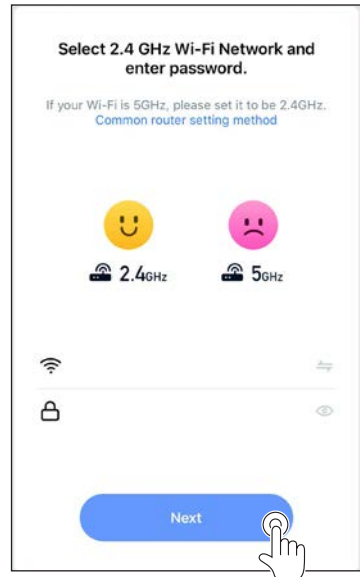 Select 2.4 GHz Wi-Fi Network and
enter password.
If your Wi-Fi is 5GHz, please set it to be 2.4GHz.
Common router setting method
2.4GHz
5GHz
Next